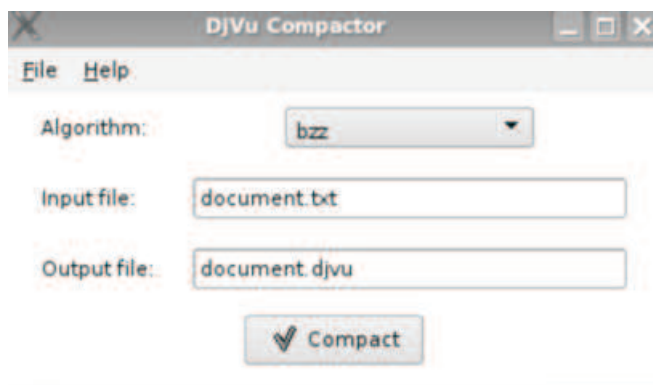 DjVu Compactor
File Help
Algorithm: bzz
Input file: document.txt
Output file: document.djvu
Compact